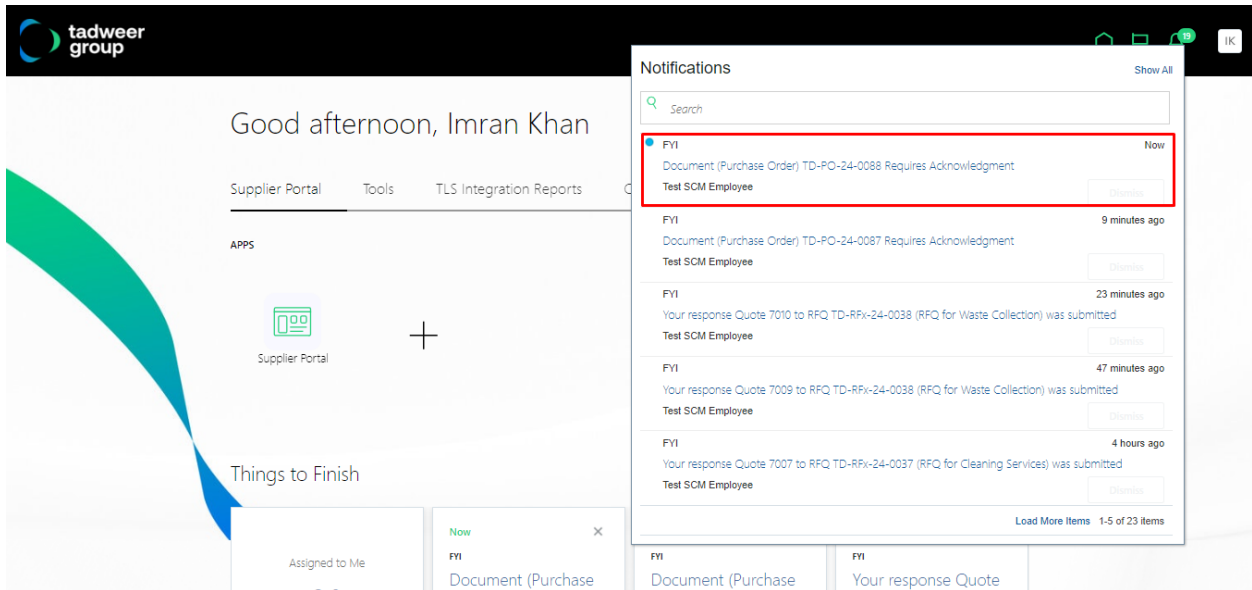 tadweer
group
19
IK
Good afternoon, Imran Khan
Supplier Portal Tools TLS Integration Reports
APPS
Supplier Portal
Things to Finish
Assigned to Me
Now
FYI
Document (Purchase
FYI
Document (Purchase
FYI
Your response Quote
Notifications
Show All
Search
FYI Now
Document (Purchase Order) TD-PO-24-0088 Requires Acknowledgment
Test SCM Employee
Dismiss
FYI 9 minutes ago
Document (Purchase Order) TD-PO-24-0087 Requires Acknowledgment
Test SCM Employee
Dismiss
FYI 23 minutes ago
Your response Quote 7010 to RFQ TD-RFx-24-0038 (RFQ for Waste Collection) was submitted
Test SCM Employee
Dismiss
FYI 47 minutes ago
Your response Quote 7009 to RFQ TD-RFx-24-0038 (RFQ for Waste Collection) was submitted
Test SCM Employee
Dismiss
FYI 4 hours ago
Your response Quote 7007 to RFQ TD-RFx-24-0037 (RFQ for Cleaning Services) was submitted
Test SCM Employee
Dismiss
Load More Items 1-5 of 23 items